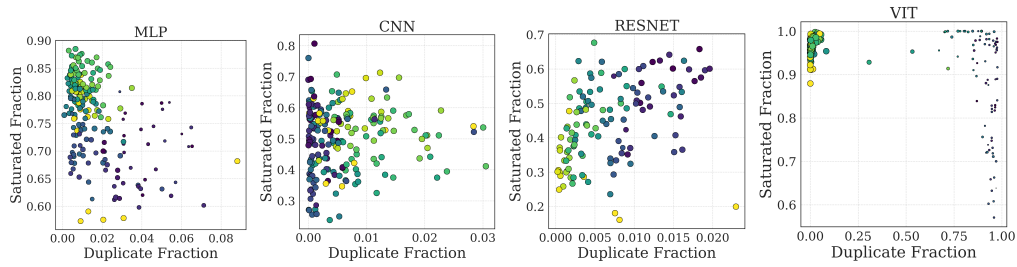 MLP
0.90
0.85
0.80
0.75
0.70
0.65
0.60
Saturated Fraction
0.00 0.02 0.04 0.06 0.08
Duplicate Fraction
CNN
0.8
0.7
0.6
0.5
0.4
0.3
Saturated Fraction
0.00 0.01 0.02 0.03
Duplicate Fraction
RESNET
0.7
0.6
0.5
0.4
0.3
0.2
Saturated Fraction
0.000 0.005 0.010 0.015 0.020
Duplicate Fraction
VIT
1.0
0.9
0.8
0.7
0.6
Saturated Fraction
0.00 0.25 0.50 0.75 1.00
Duplicate Fraction